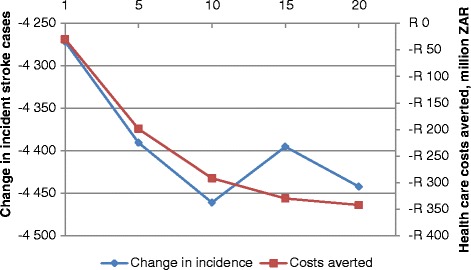 1 5 10 15 20
-4 250
-4 300
-4 350
-4 400
-4 450
-4 500
Change in incident stroke cases
-R 0
-R 50
-R 100
-R 150
-R 200
-R 250
-R 300
-R 350
-R 400
Health care costs averted, million ZAR
Change in incidence Costs averted